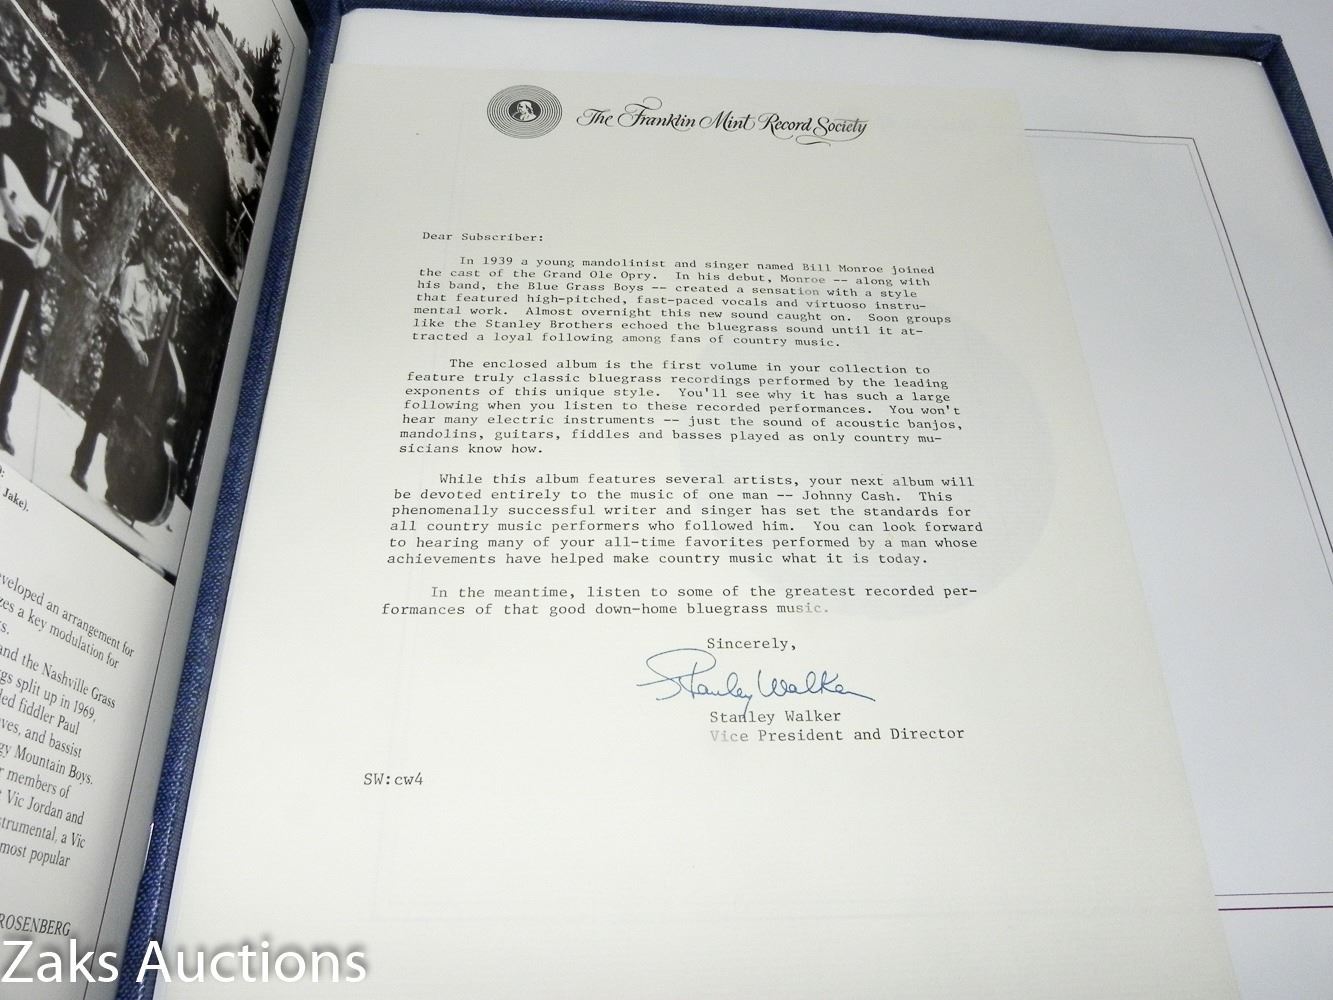 The Franklin Mint Record Society
Dear Subscriber:
In 1939 a young mandolinist and singer named Bill Monroe joined
the cast of the Grand Ole Opry. In his debut, Monroe -- along with
his band, the Blue Grass Boys -- created a sensation with a style
that featured high-pitched, fast-paced vocals and virtuoso instru-
mental work. Almost overnight this new sound caught on. Soon groups
like the Stanley Brothers echoed the bluegrass sound until it at-
tracted a loyal following among fans of country music.
The enclosed album is the first volume in your collection to
feature truly classic bluegrass recordings performed by the leading
exponents of this unique style. You'll see why it has such a large
following when you listen to these recorded performances. You won't
hear many electric instruments -- just the sound of acoustic banjos,
mandolins, guitars, fiddles and basses played as only country mu-
sicians know how.
While this album features several artists, your next album will
be devoted entirely to the music of one man -- Johnny Cash. This
phenomenally successful writer and singer has set the standards for
all country music performers who followed him. You can look forward
to hearing many of your all-time favorites performed by a man whose
achievements have helped make country music what it is today.
In the meantime, listen to some of the greatest recorded per-
formances of that good down-home bluegrass music.
Sincerely,
Stanley Walker
Stanley Walker
Vice President and Director
SW:cw4
Jake).
veloped an arrangement for
zes a key modulation for
s.
and the Nashville Grass
gs split up in 1969,
ded fiddler Paul
ves, and bassist
gy Mountain Boys.
r members of
Vic Jordan and
strumental, a Vic
most popular
ROSENBERG
Zaks Auctions